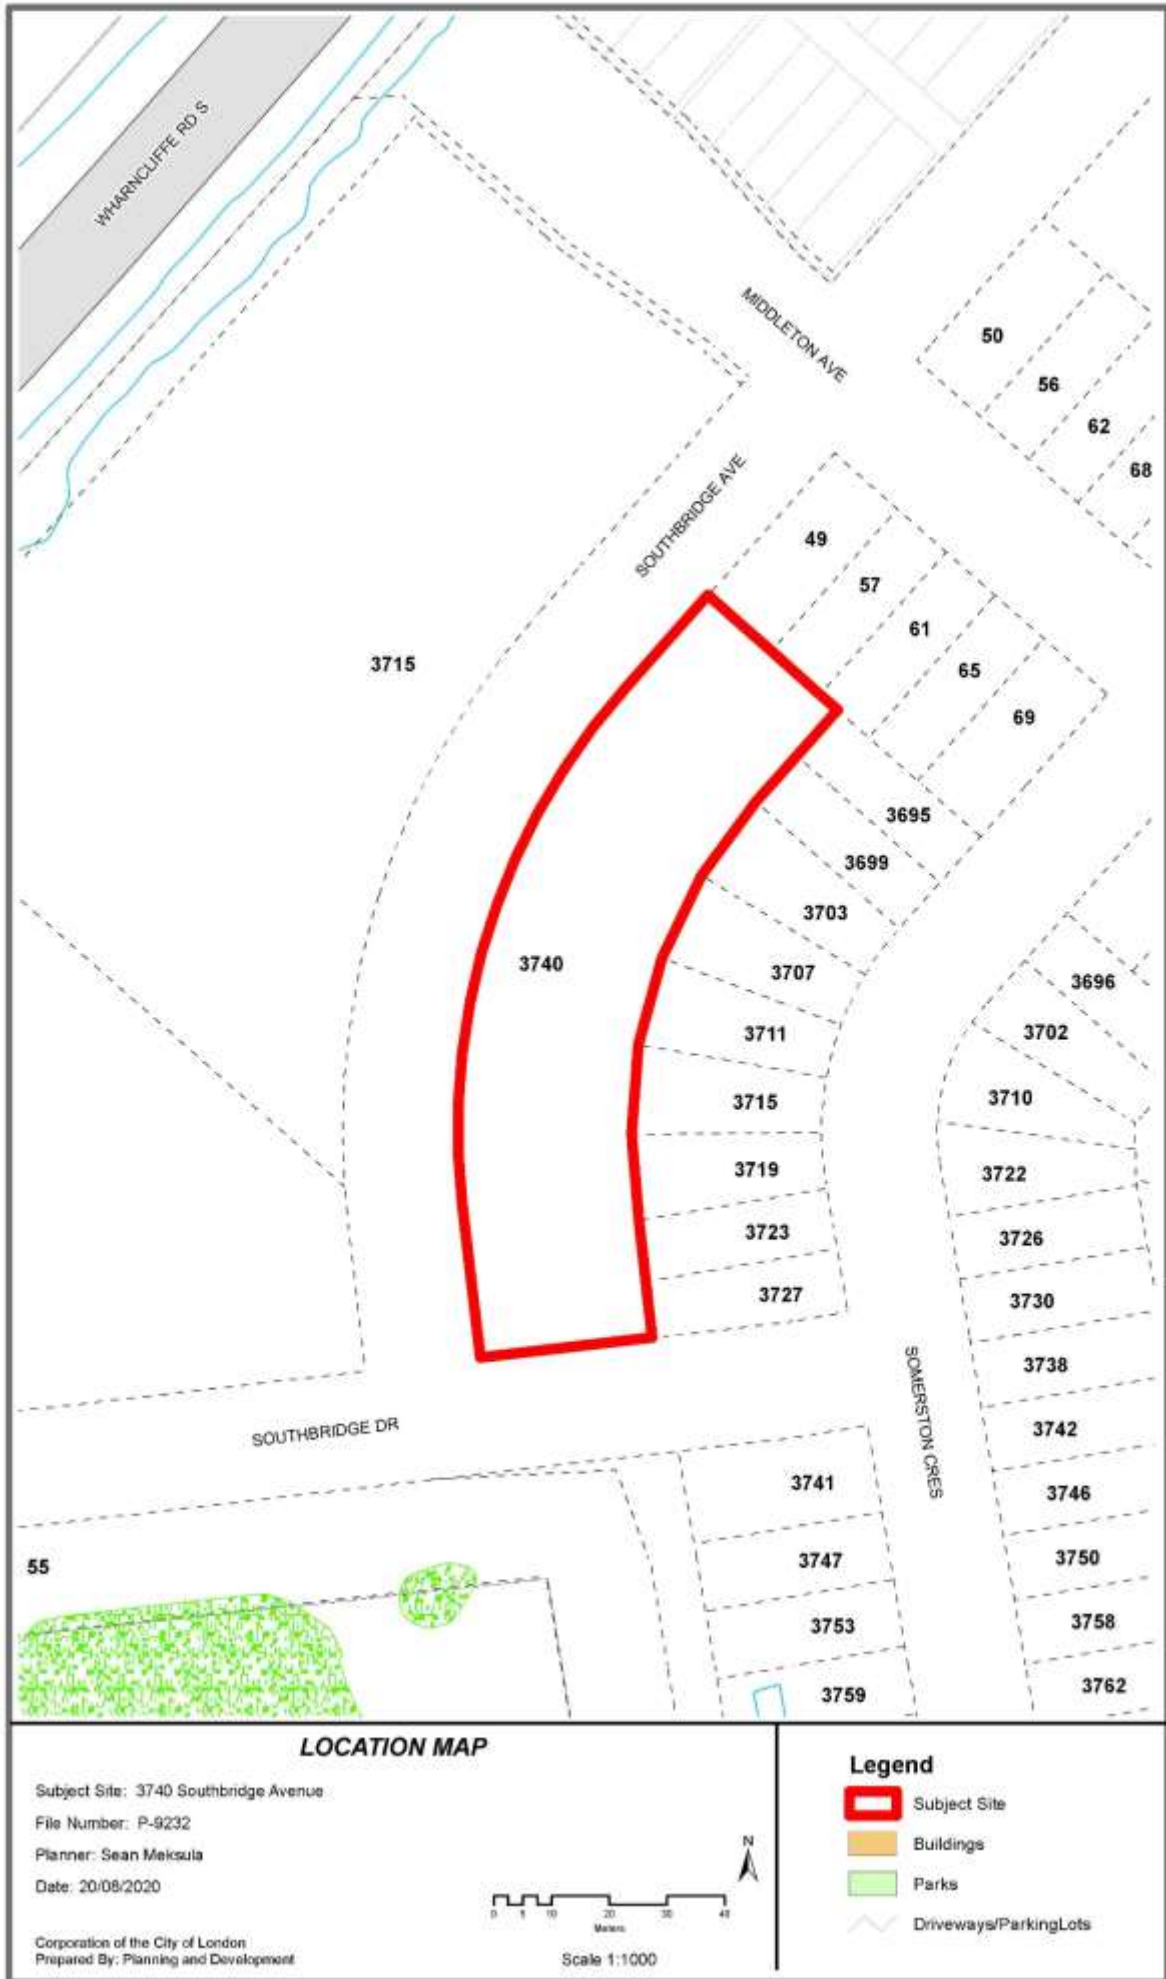 WHARNCLIFFE RD S
MIDDLETON AVE
50
56
62
68
SOUTHBRIDGE AVE
49
57
61
65
69
3715
3695
3699
3703
3740
3707
3696
3711
3702
3715
3710
3719
3722
3723
3726
3727
3730
SOMERSTON CRES
3738
SOUTHBRIDGE DR
3742
3741
3746
55
3747
3750
3753
3758
3759
3762
LOCATION MAP
Subject Site: 3740 Southbridge Avenue
File Number: P-9232
Planner: Sean Meksula
Date: 20/08/2020
Corporation of the City of London
Prepared By: Planning and Development
N
0 5 10 20 30 40
Meters
Scale 1:1000
Legend
Subject Site
Buildings
Parks
Driveways/ParkingLots